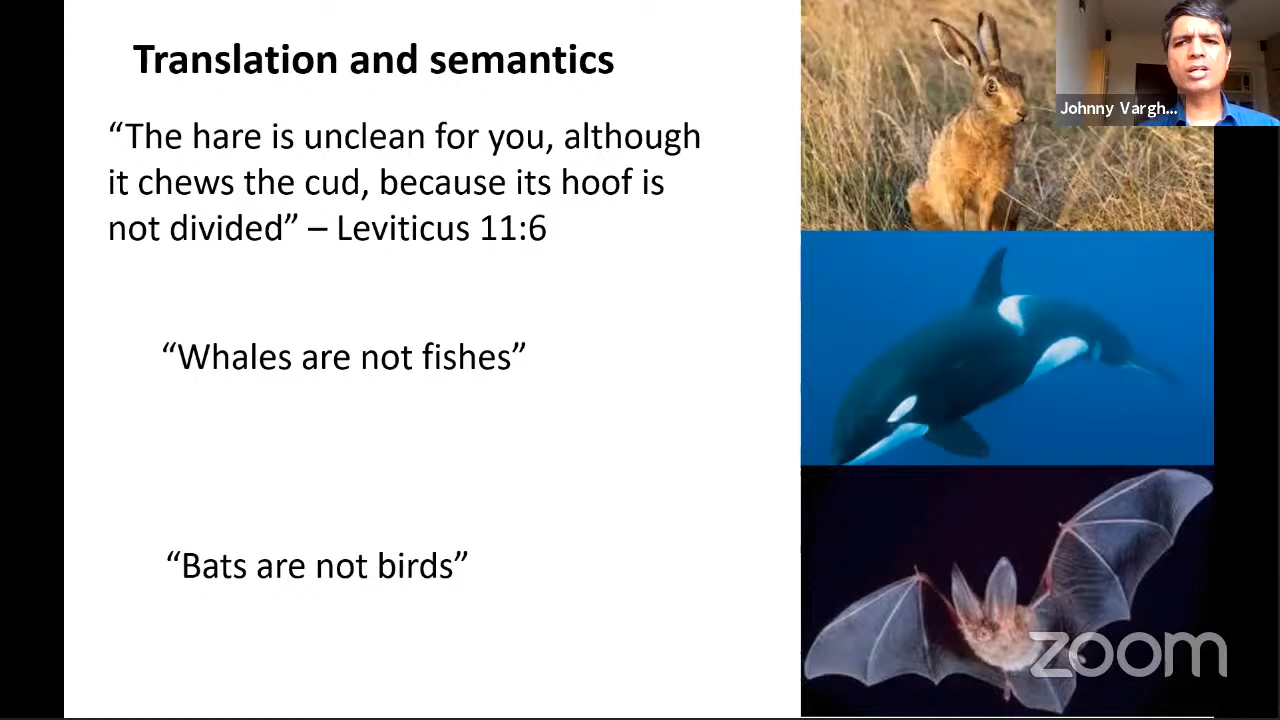 Translation and semantics
“The hare is unclean for you, although
it chews the cud, because its hoof is
not divided” – Leviticus 11:6
“Whales are not fishes”
“Bats are not birds”
Johnny Vargh...
zoom